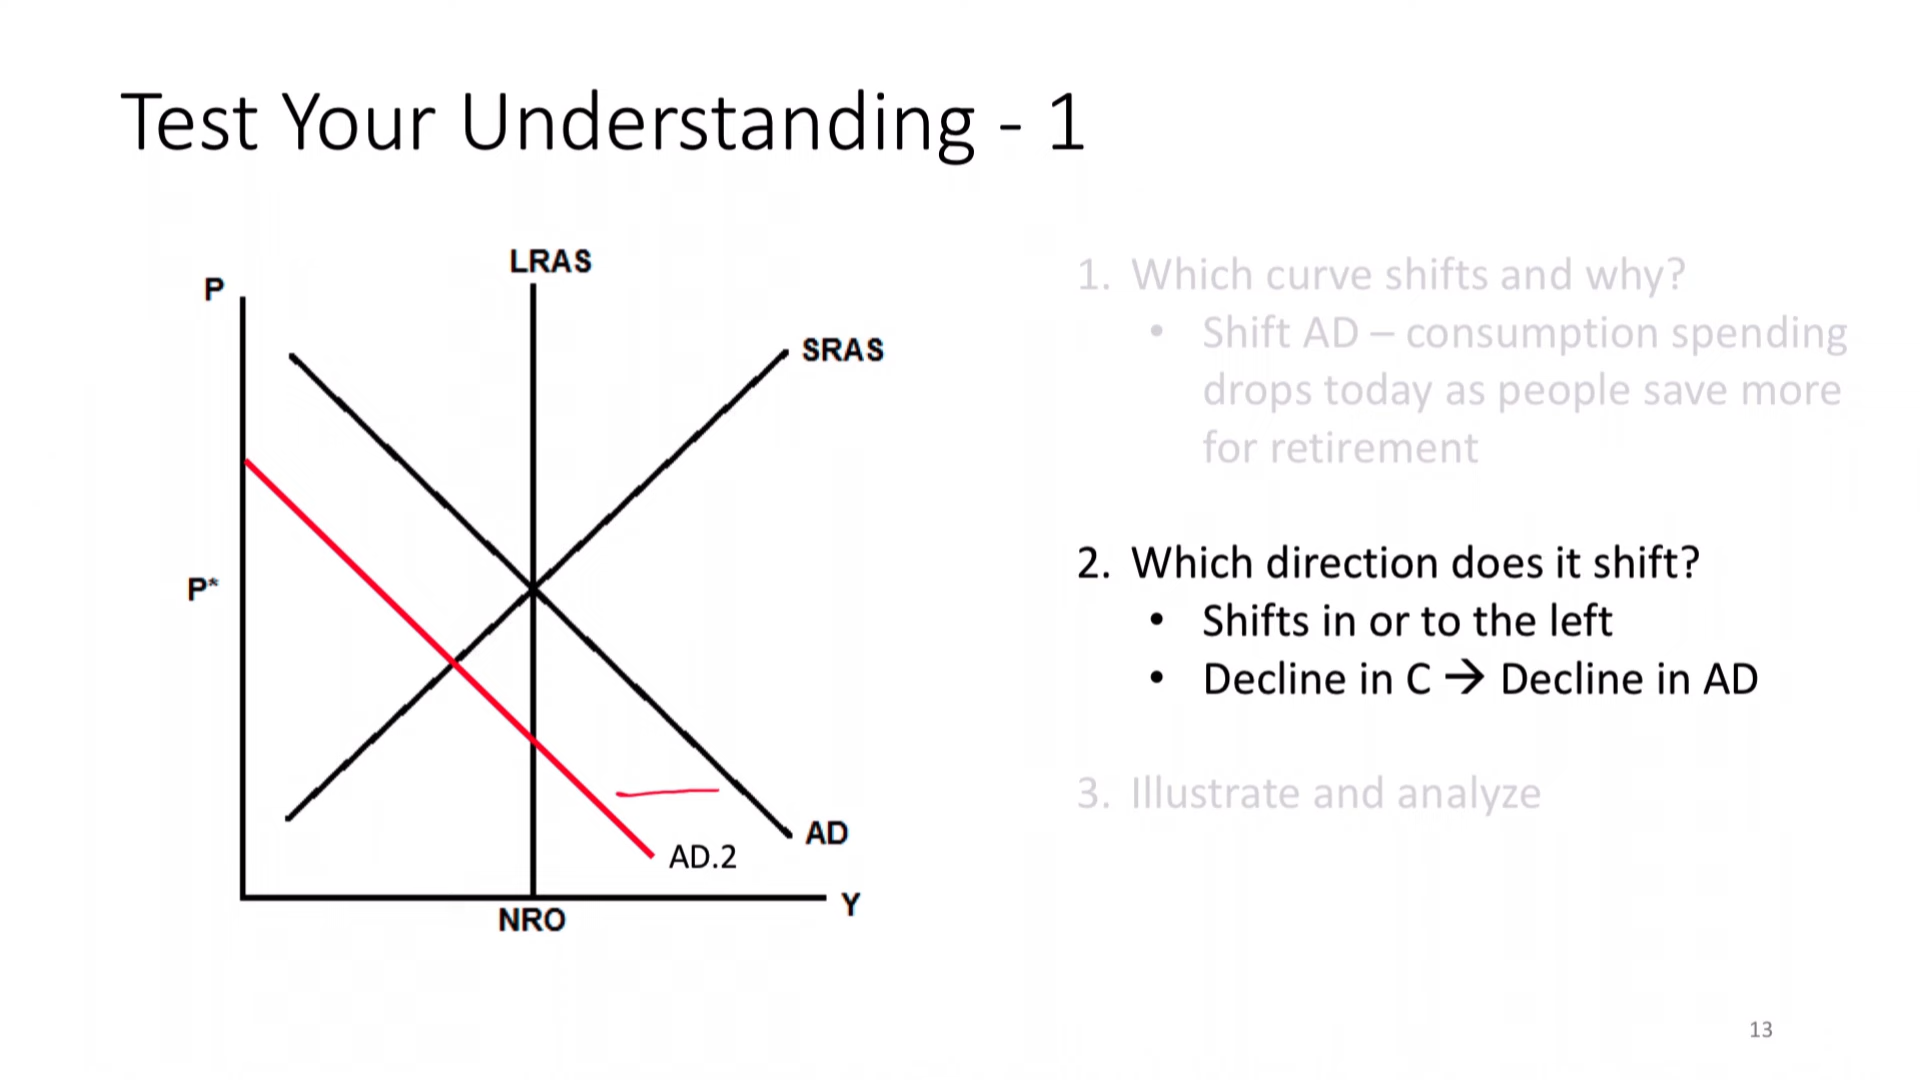 Test Your Understanding - 1
LRAS
P
SRAS
P*
AD
AD.2
Y
NRO
1. Which curve shifts and why?
• Shift AD – consumption spending
drops today as people save more
for retirement
2. Which direction does it shift?
• Shifts in or to the left
• Decline in C → Decline in AD
3. Illustrate and analyze
13